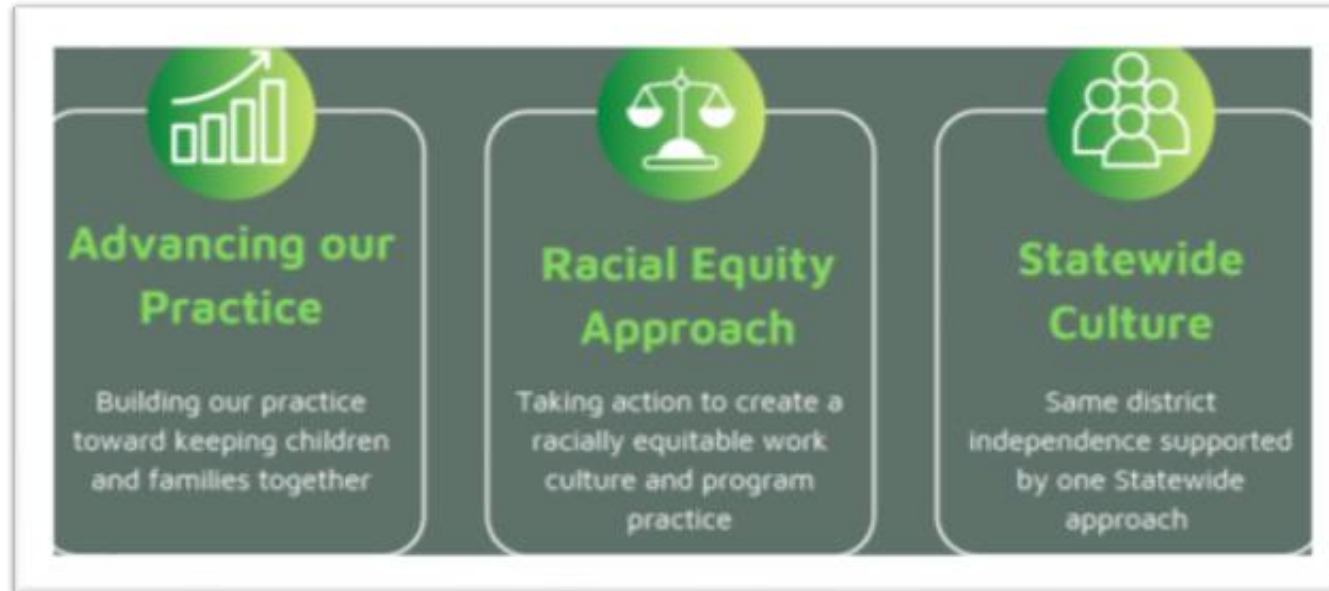 Advancing our
Practice
Building our practice
toward keeping children
and families together
Racial Equity
Approach
Taking action to create a
racially equitable work
culture and program
practice
Statewide
Culture
Same district
independence supported
by one Statewide
approach